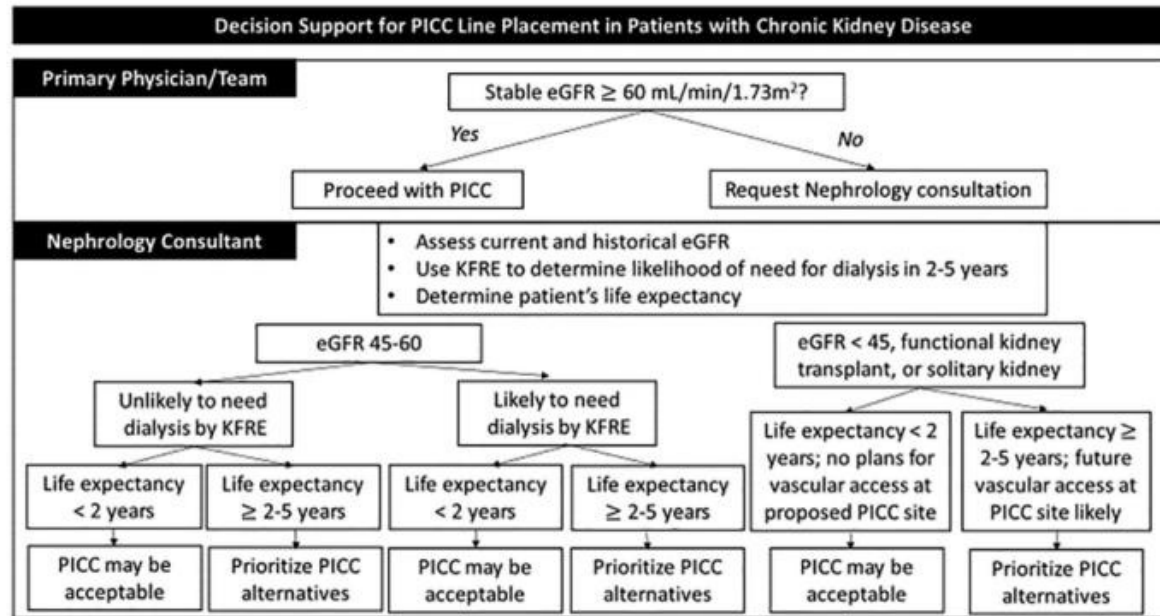 Decision Support for PICC Line Placement in Patients with Chronic Kidney Disease
Primary Physician/Team
Stable eGFR ≥ 60 mL/min/1.73m²?
Yes
No
Proceed with PICC
Request Nephrology consultation
Nephrology Consultant
• Assess current and historical eGFR
• Use KFRE to determine likelihood of need for dialysis in 2-5 years
• Determine patient's life expectancy
eGFR 45-60
eGFR < 45, functional kidney
transplant, or solitary kidney
Unlikely to need
dialysis by KFRE
Likely to need
dialysis by KFRE
Life expectancy
< 2 years
Life expectancy
≥ 2-5 years
Life expectancy
< 2 years
Life expectancy
≥ 2-5 years
Life expectancy < 2
years; no plans for
vascular access at
proposed PICC site
Life expectancy ≥
2-5 years; future
vascular access at
PICC site likely
PICC may be
acceptable
Prioritize PICC
alternatives
PICC may be
acceptable
Prioritize PICC
alternatives
PICC may be
acceptable
Prioritize PICC
alternatives